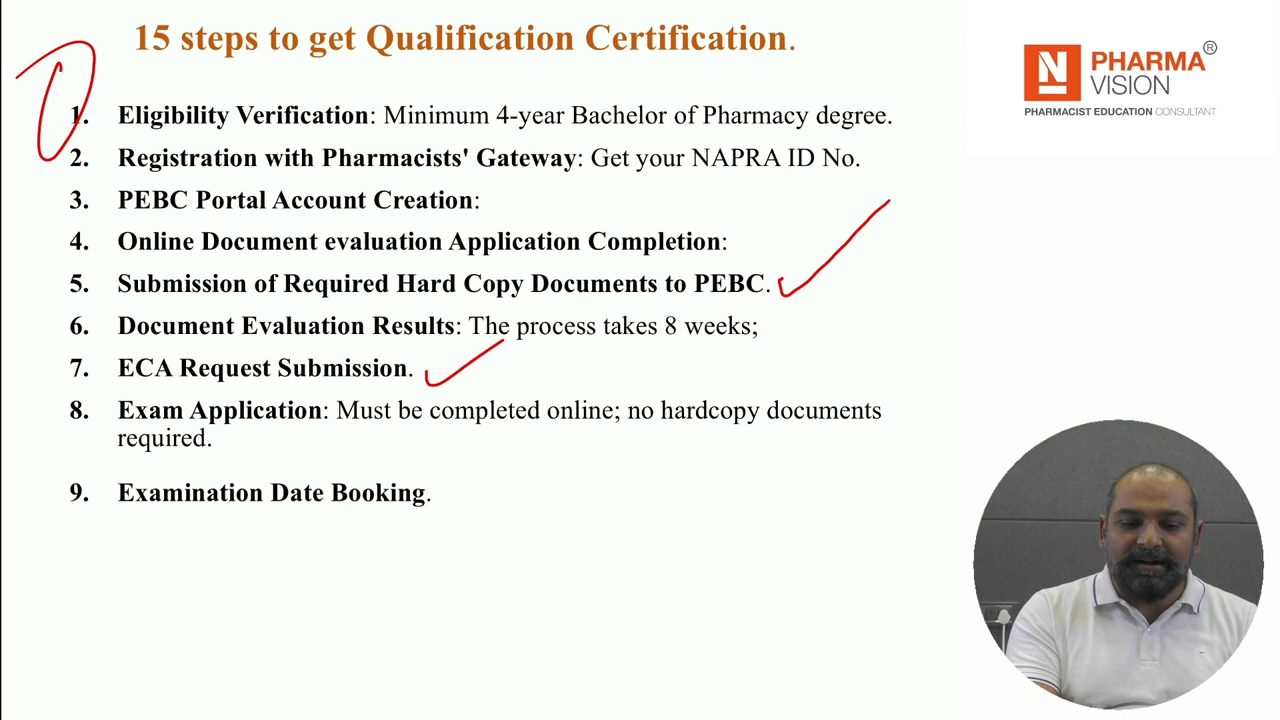 15 steps to get Qualification Certification.
1. Eligibility Verification: Minimum 4-year Bachelor of Pharmacy degree.
2. Registration with Pharmacists' Gateway: Get your NAPRA ID No.
3. PEBC Portal Account Creation:
4. Online Document evaluation Application Completion:
5. Submission of Required Hard Copy Documents to PEBC.
6. Document Evaluation Results: The process takes 8 weeks;
7. ECA Request Submission.
8. Exam Application: Must be completed online; no hardcopy documents
required.
9. Examination Date Booking.
N PHARMA ®
VISION
PHARMACIST EDUCATION CONSULTANT